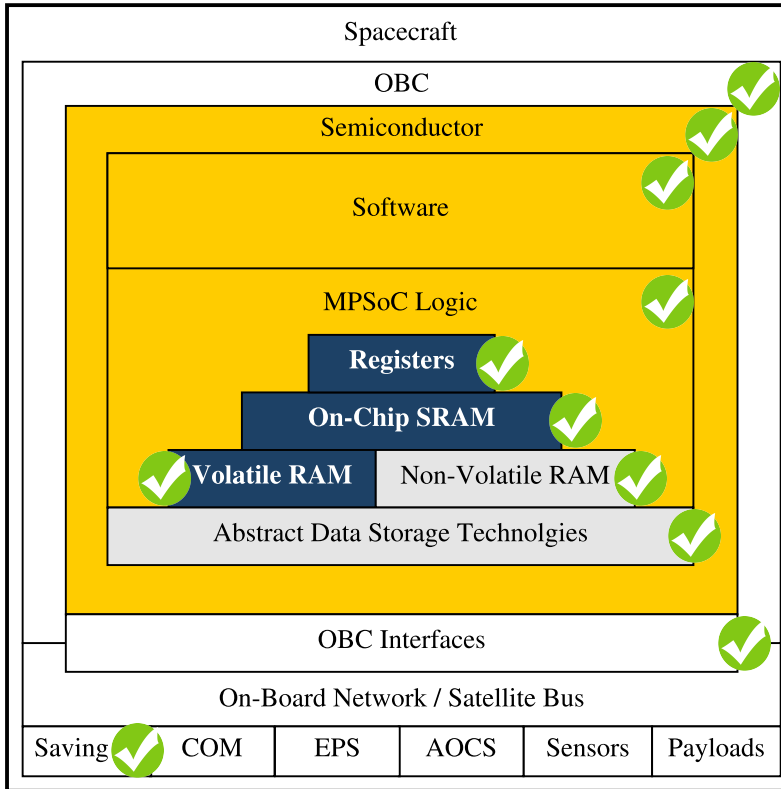 Spacecraft
OBC
Semiconductor
Software
MPSoC Logic
Registers
On-Chip SRAM
Volatile RAM
Non-Volatile RAM
Abstract Data Storage Technolgies
OBC Interfaces
On-Board Network / Satellite Bus
Saving COM EPS AOCS Sensors Payloads